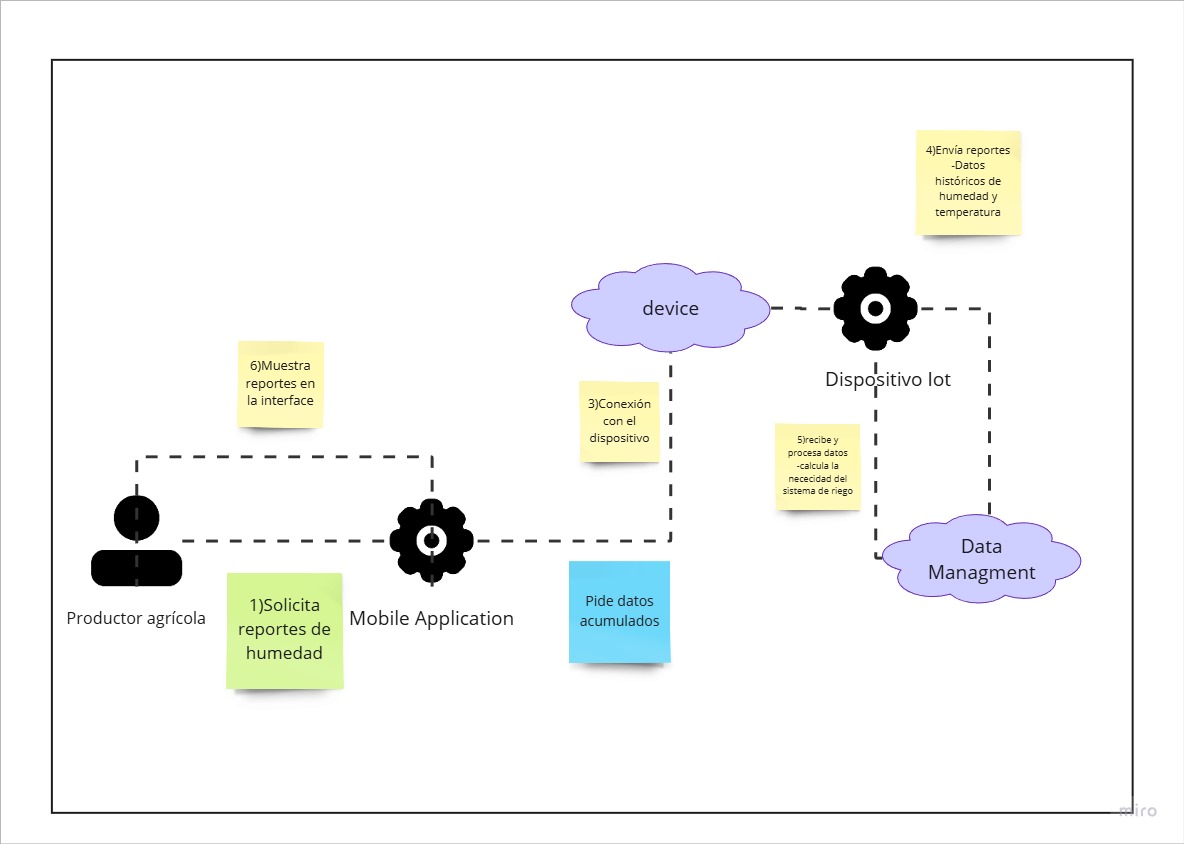 4)Envía reportes
-Datos
históricos de
humedad y
temperatura
device
Dispositivo Iot
6)Muestra
reportes en
la interface
3)Conexión
con el
dispositivo
5)recibe y
procesa datos
-calcula la
nececidad del
sistema de riego
Data
Managment
Productor agrícola
1)Solicita
reportes de
humedad
Mobile Application
Pide datos
acumulados
miro